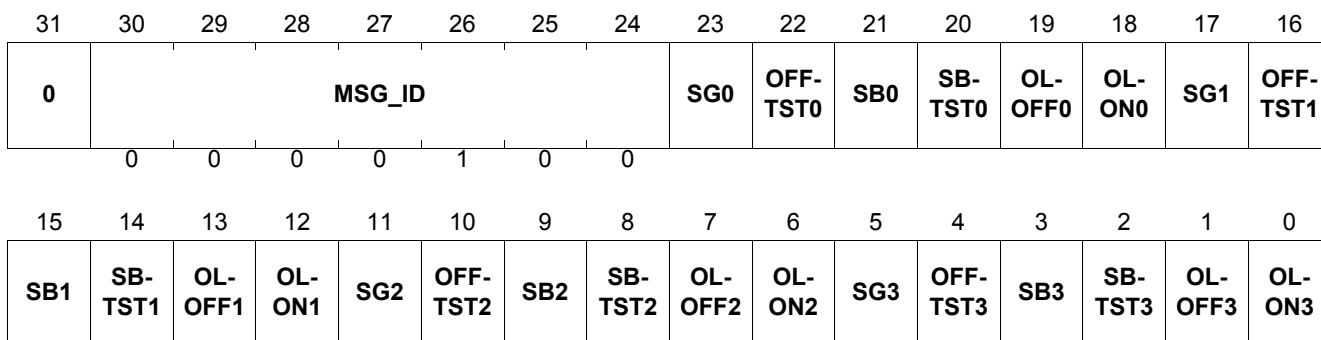 31 30 29 28 27 26 25 24 23 22 21 20 19 18 17 16
0 MSG_ID SG0 OFF- SB0 SB- OL- OL- SG1 OFF-
TST0 TST0 OFF0 ON0 TST1
0 0 0 0 1 0 0
15 14 13 12 11 10 9 8 7 6 5 4 3 2 1 0
SB1 SB- OL- OL- SG2 OFF- SB2 SB- OL- OL- SG3 OFF- SB3 SB- OL- OL-
TST1 OFF1 ON1 TST2 TST2 OFF2 ON2 TST3 TST3 OFF3 ON3